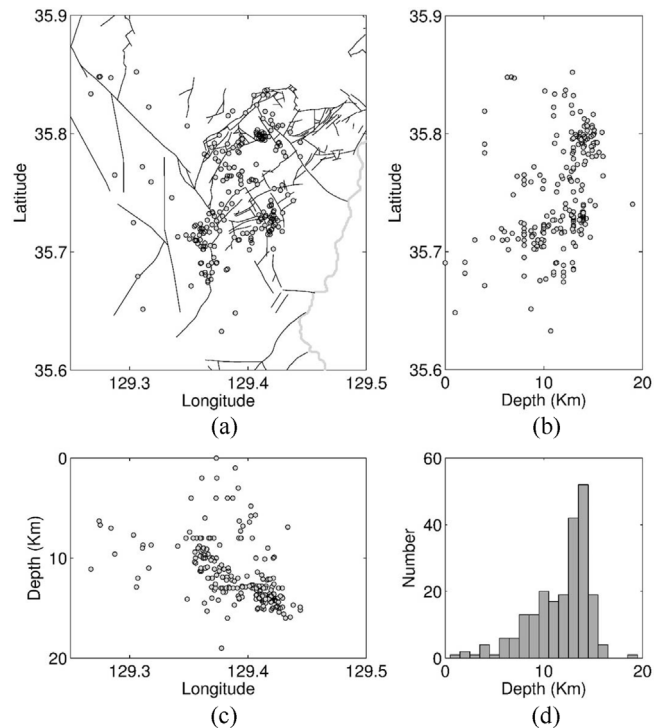 35.9
35.8
35.7
35.6
Latitude
129.3
129.4
129.5
Longitude
(a)
35.9
35.8
35.7
35.6
Latitude
0
10
20
Depth (Km)
(b)
0
10
20
Depth (Km)
129.3
129.4
129.5
Longitude
(c)
60
40
20
0
Number
0
10
20
Depth (Km)
(d)